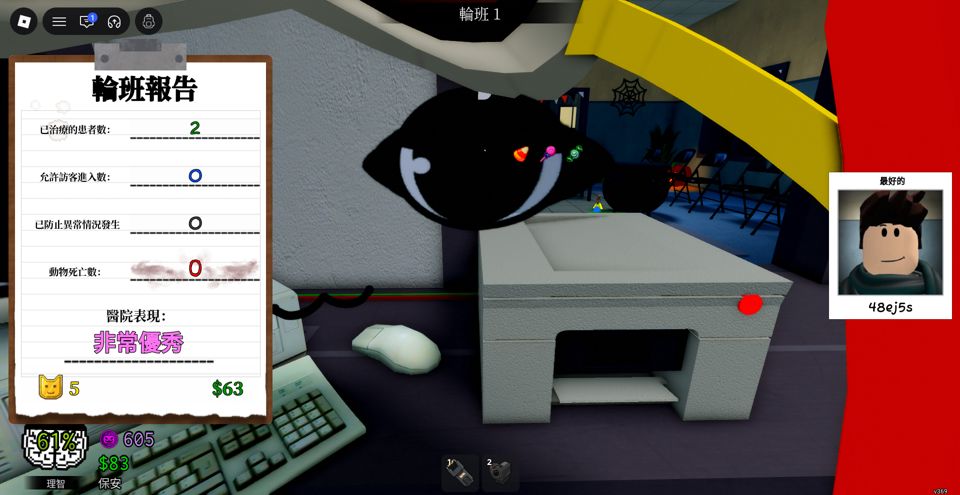 1
輪班 1
輪班報告
已治療的患者數: 2
允許訪客進入數: 0
已防止異常情況發生 0
動物死亡數: 0
醫院表現:
非常優秀
5 $63
最好的
48ej5s
61%
理智
605
$83
保安
1 2
v369